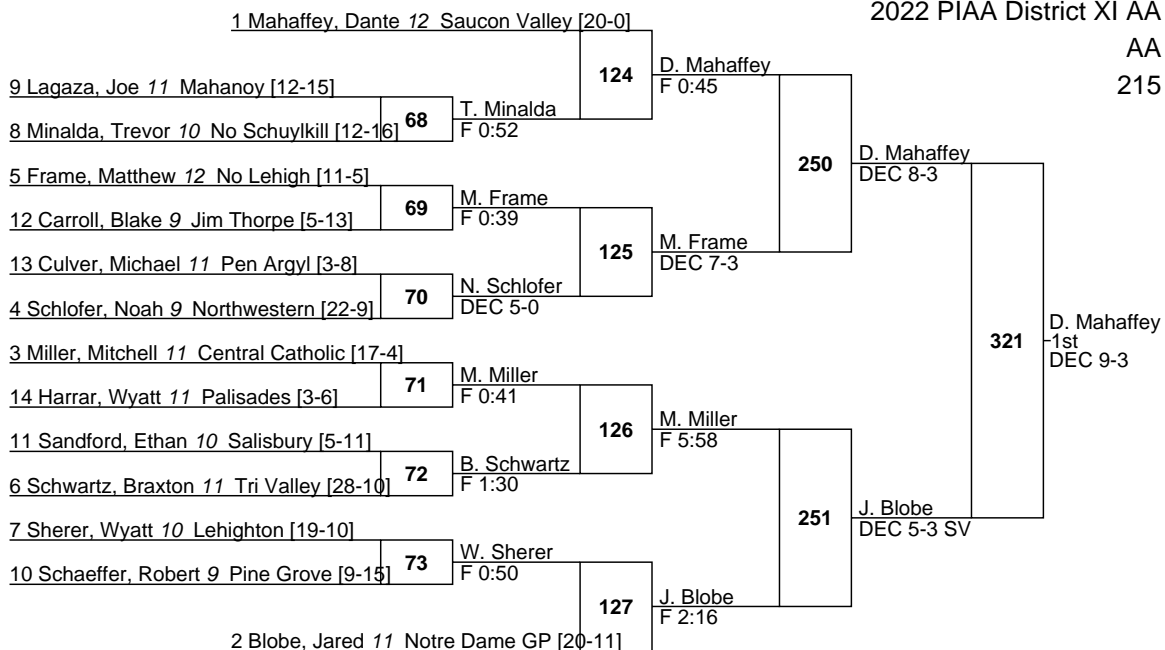 2022 PIAA District XI AA
AA
215
1 Mahaffey, Dante 12 Saucon Valley [20-0]
124
D. Mahaffey
F 0:45
9 Lagaza, Joe 11 Mahanoy [12-15]
68
T. Minalda
F 0:52
8 Minalda, Trevor 10 No Schuylkill [12-16]
250
D. Mahaffey
DEC 8-3
5 Frame, Matthew 12 No Lehigh [11-5]
69
M. Frame
F 0:39
12 Carroll, Blake 9 Jim Thorpe [5-13]
125
M. Frame
DEC 7-3
13 Culver, Michael 11 Pen Argyl [3-8]
70
N. Schlofer
DEC 5-0
4 Schlofer, Noah 9 Northwestern [22-9]
321
D. Mahaffey
1st
DEC 9-3
3 Miller, Mitchell 11 Central Catholic [17-4]
71
M. Miller
F 0:41
14 Harrar, Wyatt 11 Palisades [3-6]
126
M. Miller
F 5:58
11 Sandford, Ethan 10 Salisbury [5-11]
72
B. Schwartz
F 1:30
6 Schwartz, Braxton 11 Tri Valley [28-10]
251
J. Blobe
DEC 5-3 SV
7 Sherer, Wyatt 10 Lehighton [19-10]
73
W. Sherer
F 0:50
10 Schaeffer, Robert 9 Pine Grove [9-15]
127
J. Blobe
F 2:16
2 Blobe, Jared 11 Notre Dame GP [20-11]